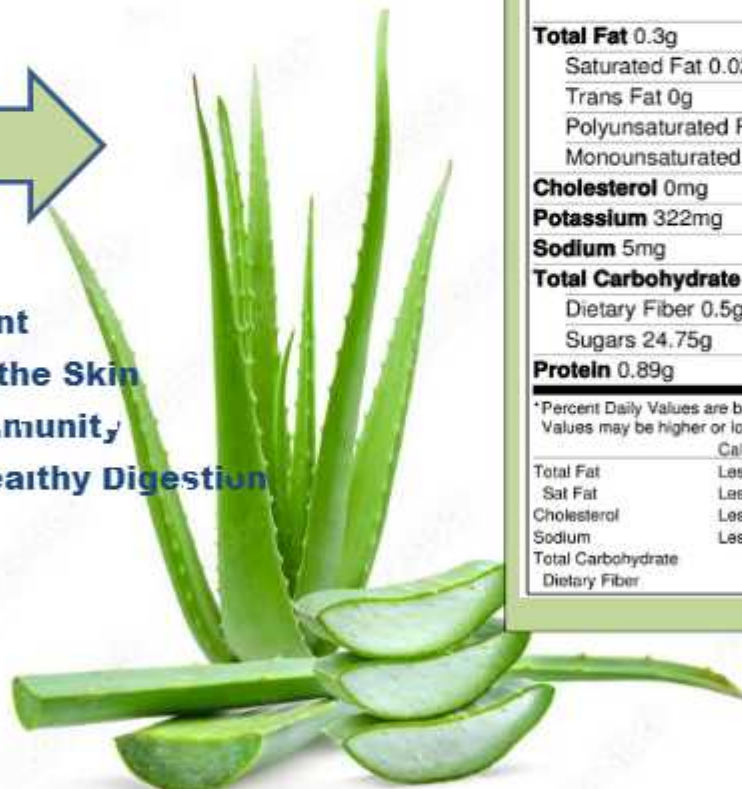 nt
the Skin
munity
ealthy Digestion
Total Fat 0.3g
Saturated Fat 0.0
Trans Fat 0g
Polyunsaturated
Monounsaturated
Cholesterol 0mg
Potassium 322mg
Sodium 5mg
Total Carbohydrate
Dietary Fiber 0.5g
Sugars 24.75g
Protein 0.89g
*Percent Daily Values are b
Values may be higher or lo
Cal
Total Fat Les
Sat Fat Les
Cholesterol Les
Sodium Les
Total Carbohydrate
Dietary Fiber